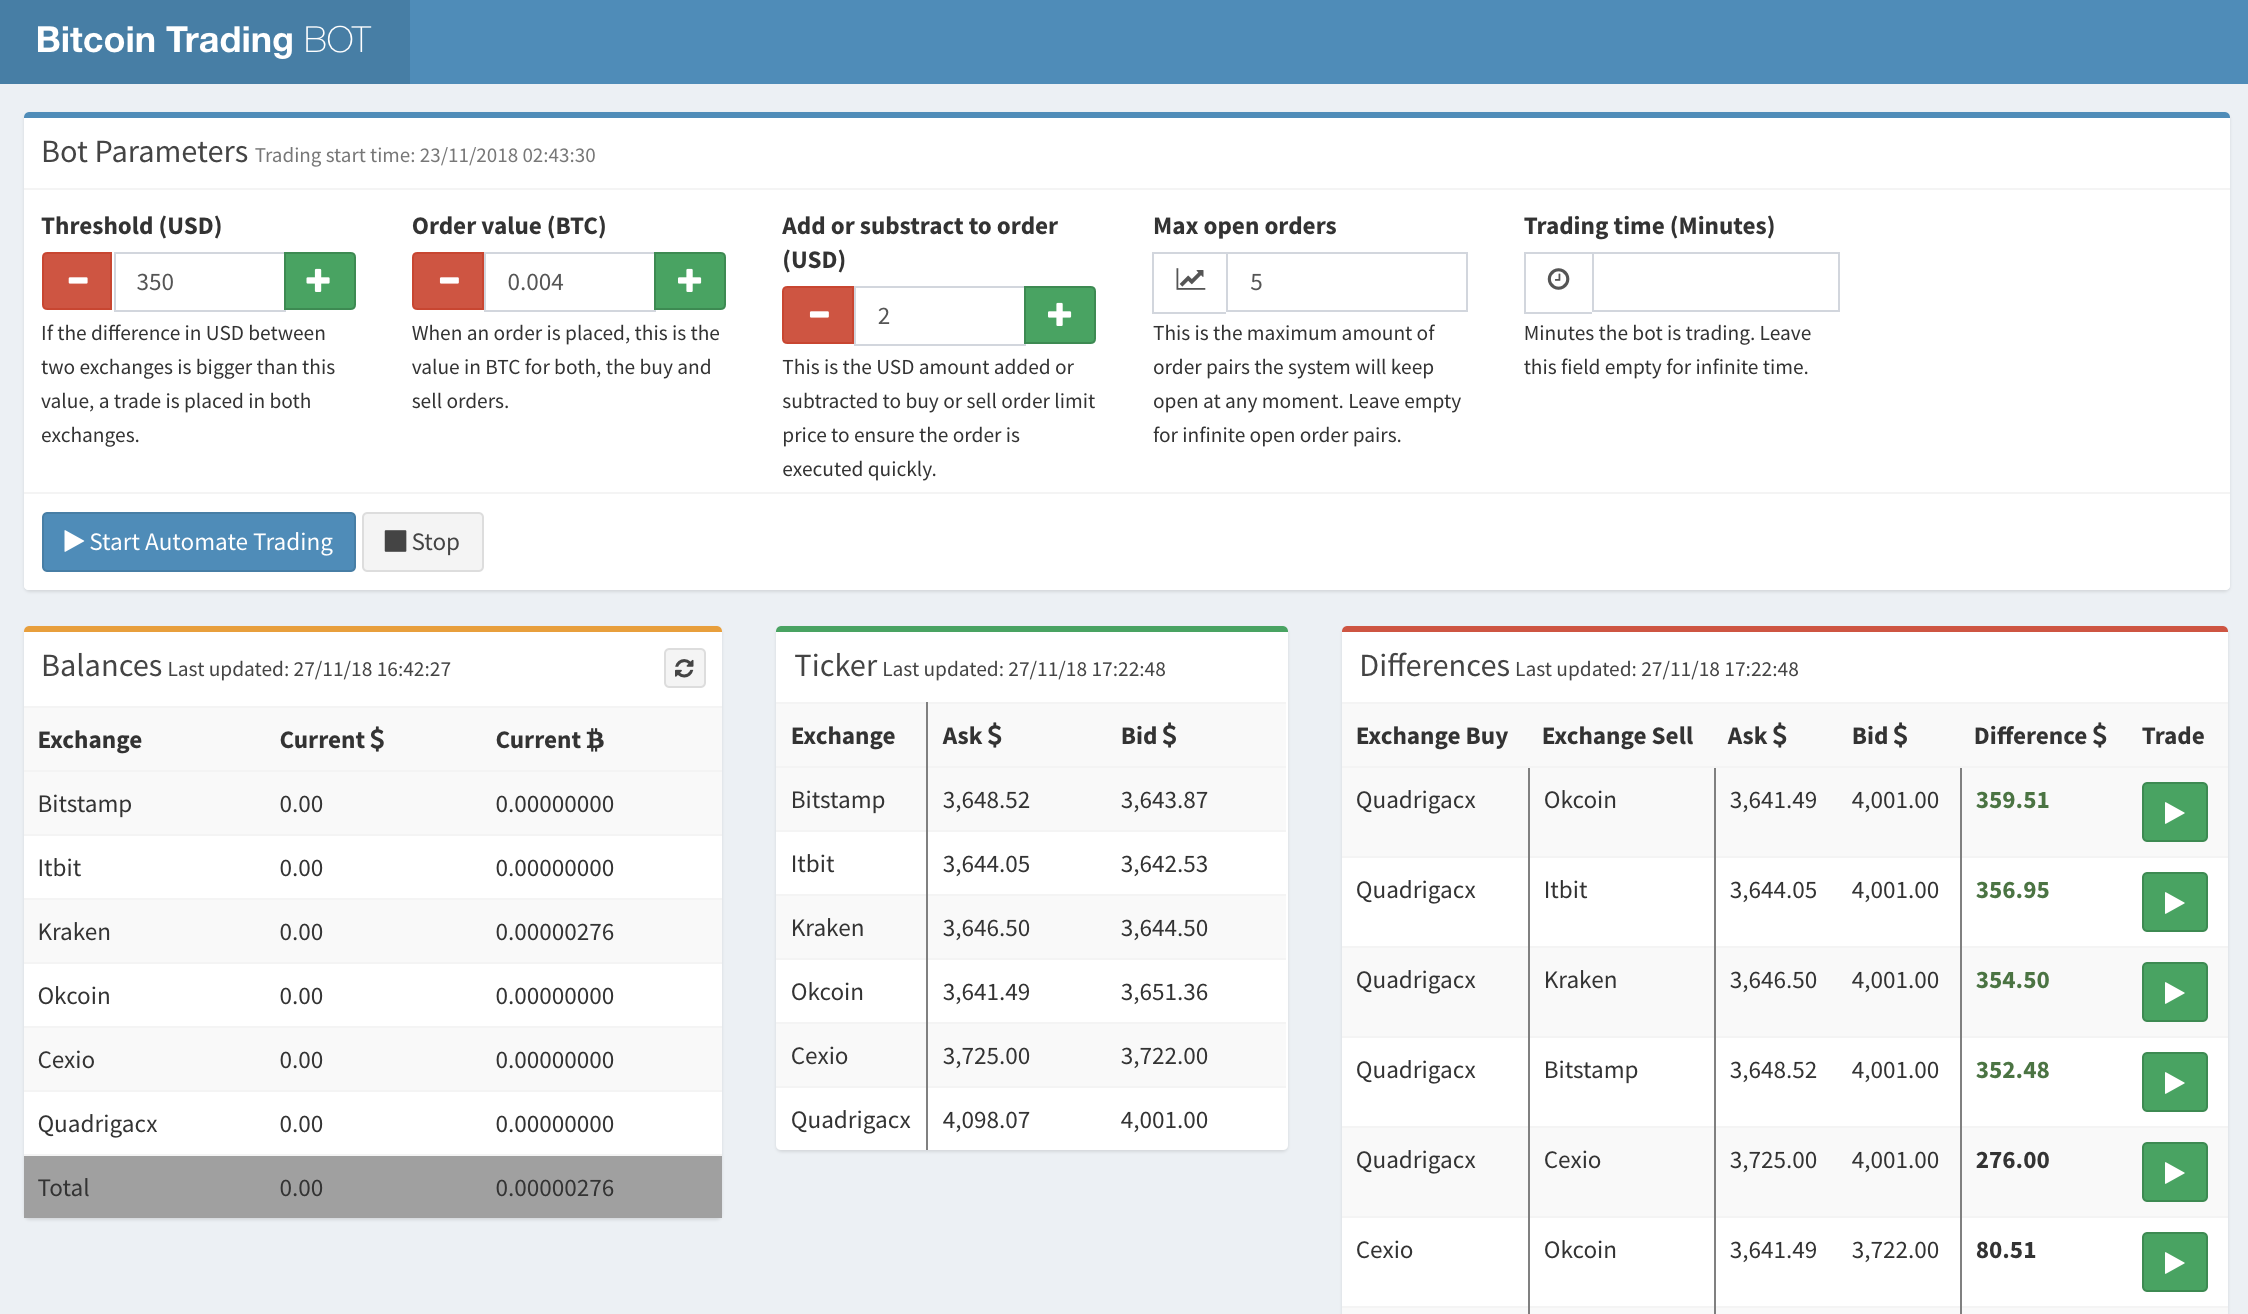 Bitcoin Trading BOT
Bot Parameters Trading start time: 23/11/2018 02:43:30
Threshold (USD)
350
If the difference in USD between
two exchanges is bigger than this
value, a trade is placed in both
exchanges.
Order value (BTC)
0.004
When an order is placed, this is the
value in BTC for both, the buy and
sell orders.
Add or substract to order
(USD)
2
This is the USD amount added or
subtracted to buy or sell order limit
price to ensure the order is
executed quickly.
Max open orders
5
This is the maximum amount of
order pairs the system will keep
open at any moment. Leave empty
for infinite open order pairs.
Trading time (Minutes)
Minutes the bot is trading. Leave
this field empty for infinite time.
Start Automate Trading
Stop
Balances Last updated: 27/11/18 16:42:27
Exchange Current $ Current ₿
Bitstamp 0.00 0.00000000
Itbit 0.00 0.00000000
Kraken 0.00 0.00000276
Okcoin 0.00 0.00000000
Cexio 0.00 0.00000000
Quadrigacx 0.00 0.00000000
Total 0.00 0.00000276
Ticker Last updated: 27/11/18 17:22:48
Exchange Ask $ Bid $
Bitstamp 3,648.52 3,643.87
Itbit 3,644.05 3,642.53
Kraken 3,646.50 3,644.50
Okcoin 3,641.49 3,651.36
Cexio 3,725.00 3,722.00
Quadrigacx 4,098.07 4,001.00
Differences Last updated: 27/11/18 17:22:48
Exchange Buy Exchange Sell Ask $ Bid $ Difference $ Trade
Quadrigacx Okcoin 3,641.49 4,001.00 359.51
Quadrigacx Itbit 3,644.05 4,001.00 356.95
Quadrigacx Kraken 3,646.50 4,001.00 354.50
Quadrigacx Bitstamp 3,648.52 4,001.00 352.48
Quadrigacx Cexio 3,725.00 4,001.00 276.00
Cexio Okcoin 3,641.49 3,722.00 80.51